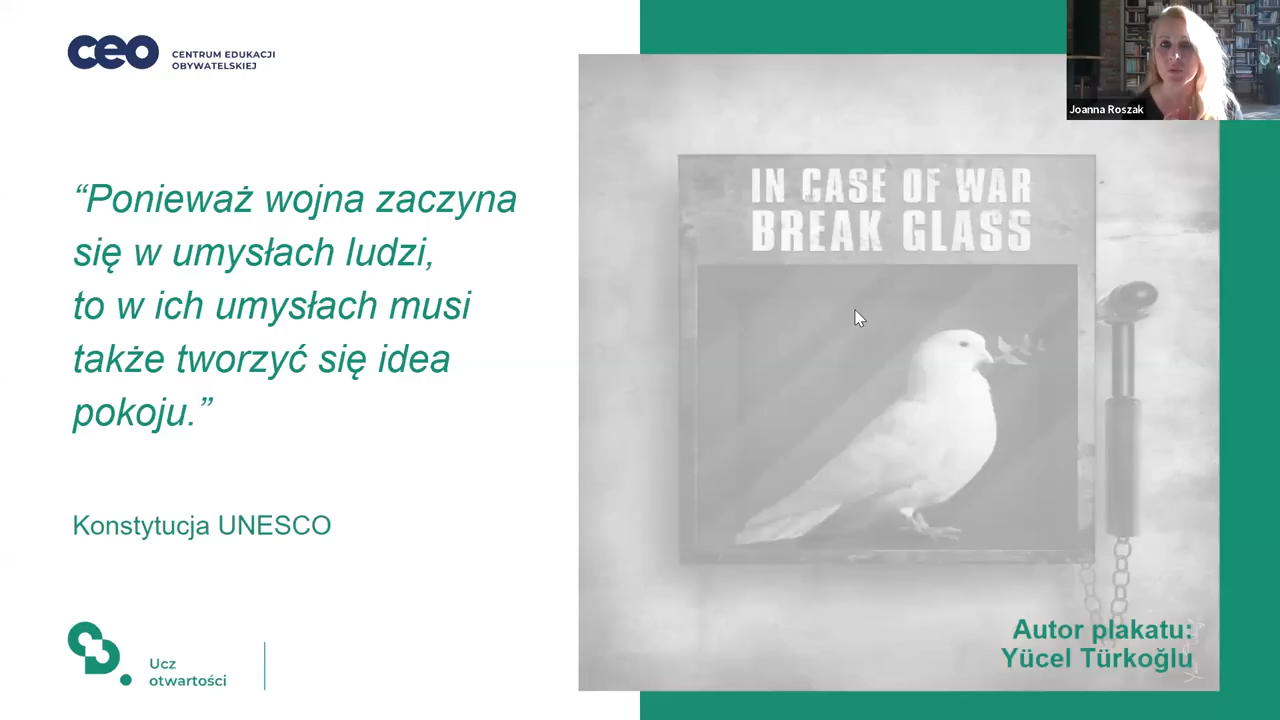 ceo CENTRUM EDUKACJI
OBYWATELSKIEJ
“Ponieważ wojna zaczyna
się w umysłach ludzi,
to w ich umysłach musi
także tworzyć się idea
pokoju.”
Konstytucja UNESCO
Ucz
otwartości
IN CASE OF WAR
BREAK GLASS
Autor plakatu:
Yücel Türkoğlu
Joanna Roszak